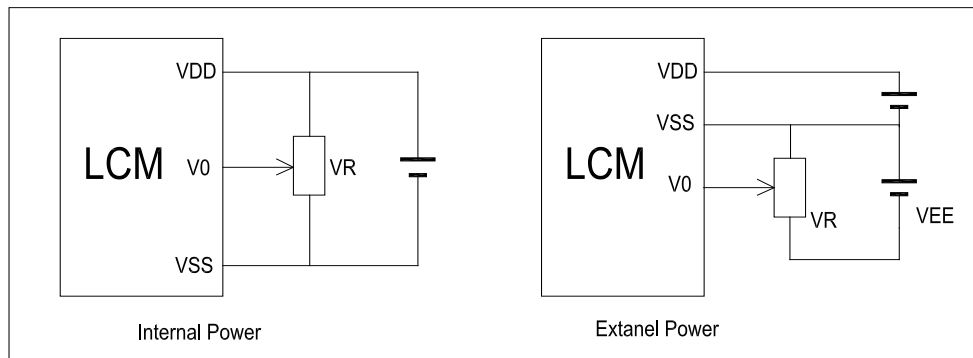 VDD
LCM
V0
VR
VSS
Internal Power
VDD
VSS
LCM
V0
VR
VEE
Extanel Power